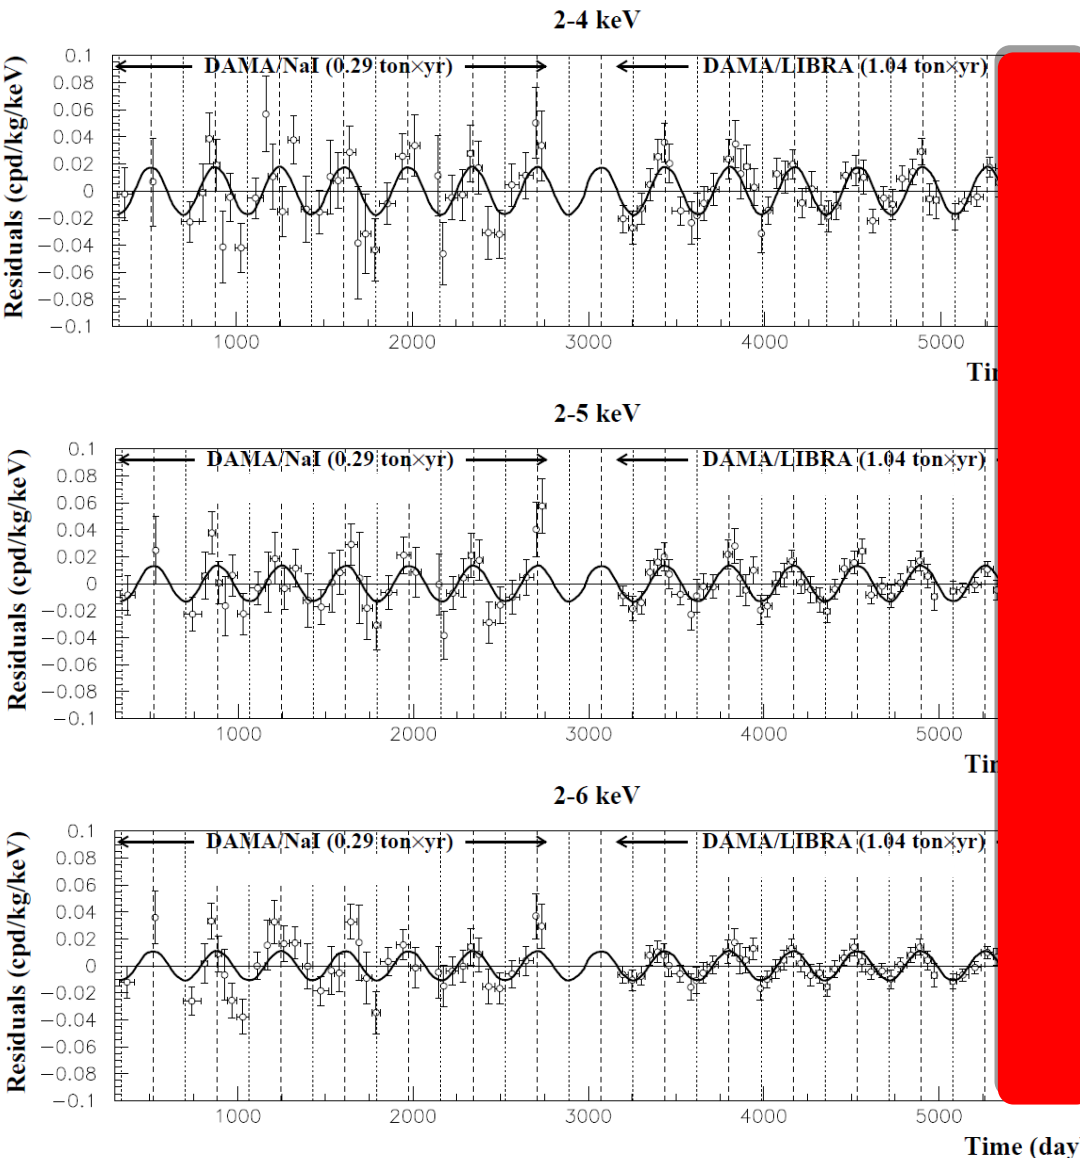 2-4 keV
Residuals (cpd/kg/keV)
DAMA/NaI (0.29 ton×yr)
DAMA/LIBRA (1.04 ton×yr)
0.1
0.08
0.06
0.04
0.02
0
−0.02
−0.04
−0.06
−0.08
−0.1
1000 2000 3000 4000 5000
2-5 keV
Residuals (cpd/kg/keV)
DAMA/NaI (0.29 ton×yr)
DAMA/LIBRA (1.04 ton×yr)
0.1
0.08
0.06
0.04
0.02
0
−0.02
−0.04
−0.06
−0.08
−0.1
1000 2000 3000 4000 5000
2-6 keV
Residuals (cpd/kg/keV)
DAMA/NaI (0.29 ton×yr)
DAMA/LIBRA (1.04 ton×yr)
0.1
0.08
0.06
0.04
0.02
0
−0.02
−0.04
−0.06
−0.08
−0.1
1000 2000 3000 4000 5000
Time (day